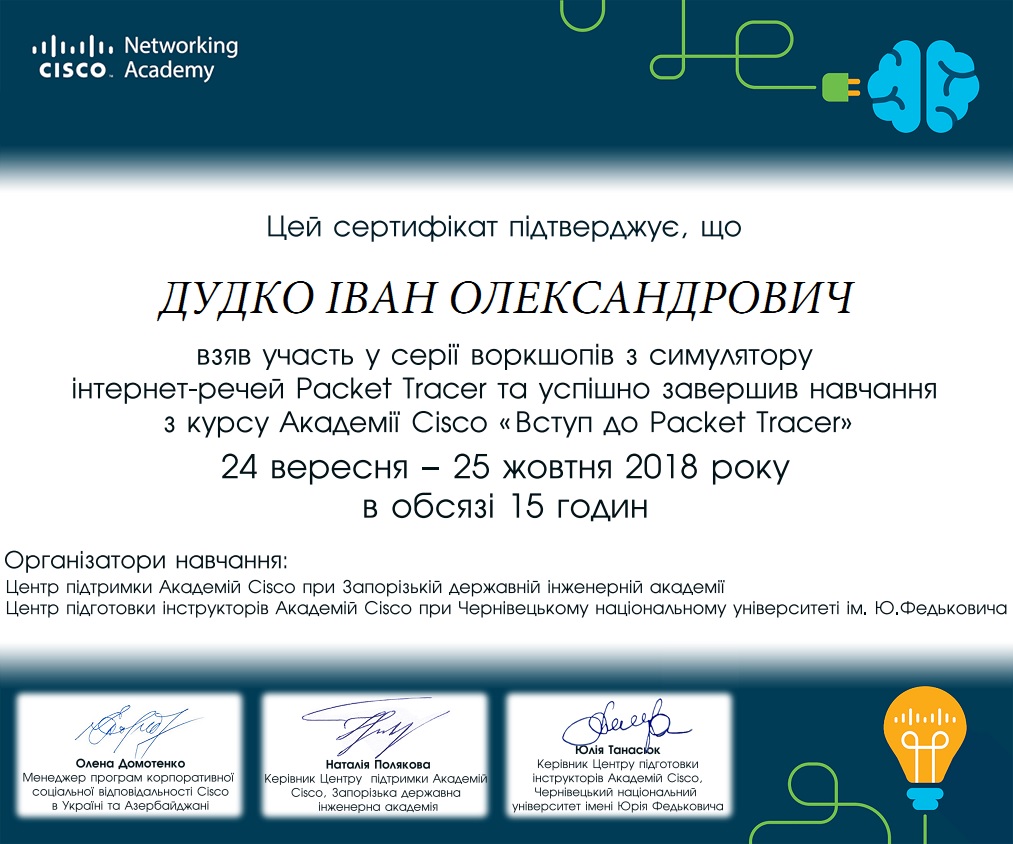 Networking
CISCO Academy
Цей сертифікат підтверджує, що
ДУДКО ІВАН ОЛЕКСАНДРОВИЧ
взяв участь у серії воркшопів з симулятору
інтернет-речей Packet Tracer та успішно завершив навчання
з курсу Академії Cisco «Вступ до Packet Tracer»
24 вересня – 25 жовтня 2018 року
в обсязі 15 годин
Організатори навчання:
Центр підтримки Академій Cisco при Запорізькій державній інженерній академії
Центр підготовки інструкторів Академій Cisco при Чернівецькому національному університеті ім. Ю.Федьковича
Олена Домотенко
Менеджер програм корпоративної
соціальної відповідальності Cisco
в Україні та Азербайджані
Наталія Полякова
Керівник Центру підтримки Академій
Cisco, Запорізька державна
інженерна академія
Юлія Танасюк
Керівник Центру підготовки
інструкторів Академій Cisco,
Чернівецький національний
університет імені Юрія Федьковича